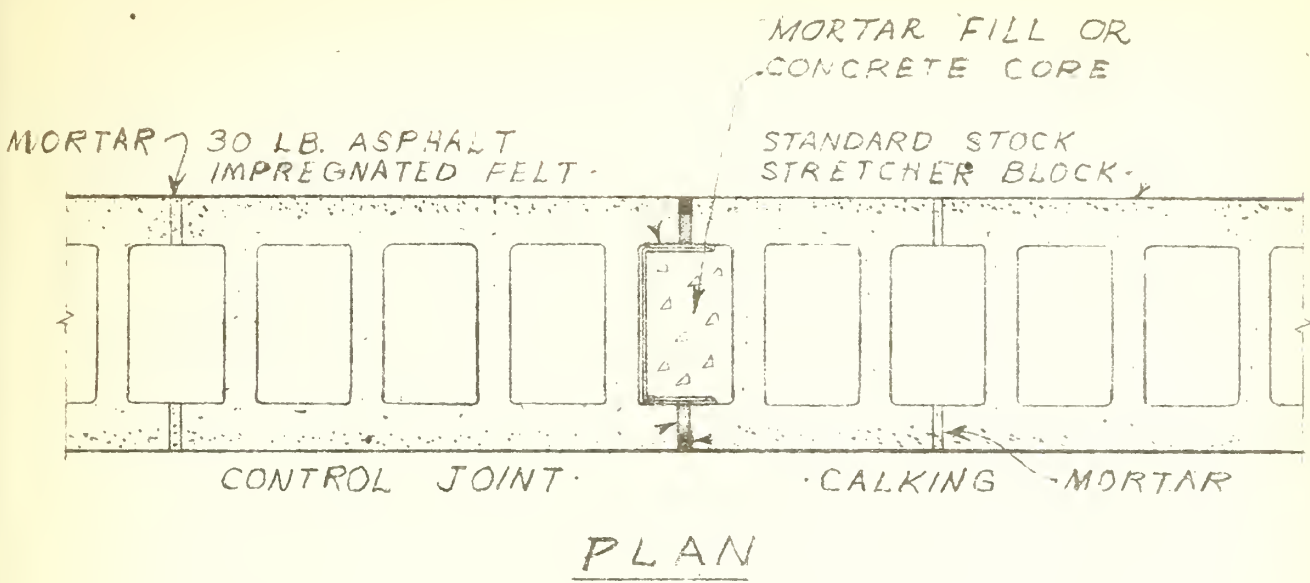 MORTAR FILL OR
CONCRETE CORE
MORTAR
30 LB. ASPHALT
IMPREGNATED FELT.
STANDARD STOCK
STRETCHER BLOCK.
CONTROL JOINT.
.CALKING
MORTAR
PLAN